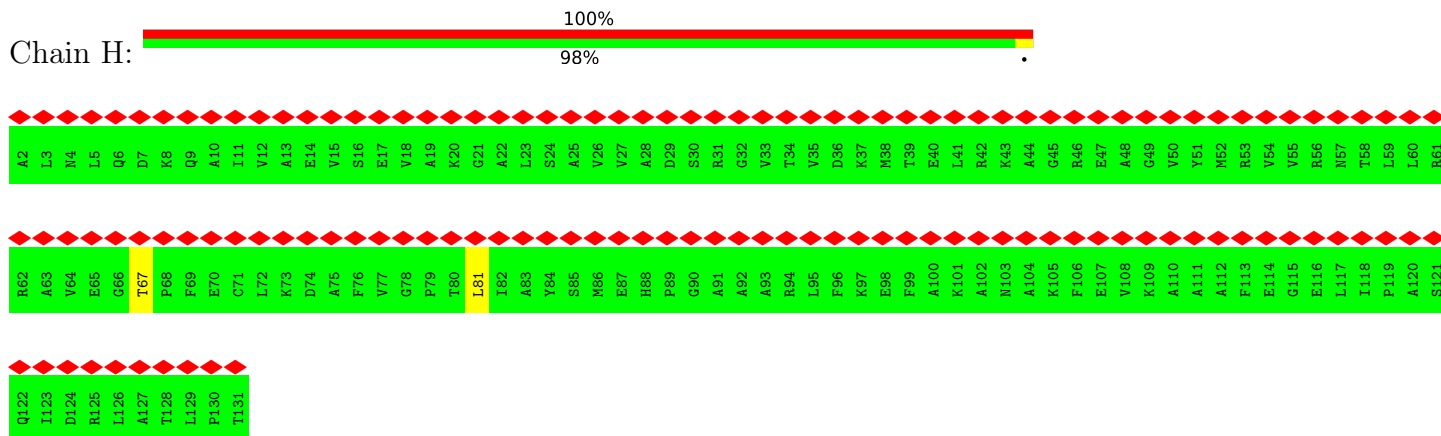 100%
Chain H:
98% .
A2 L3 N4 L5 Q6 D7 K8 Q9 A10 I11 V12 A13 E14 V15 S16 E17 V18 A19 K20 G21 A22 L23 S24 A25 V26 V27 A28 D29 S30 R31 G32 V33 T34 V35 D36 K37 M38 T39 E40 L41 R42 K43 A44 G45 R46 E47 A48 G49 V50 Y51 M52 R53 V54 V55 R56 N57 T58 L59 L60 R61
R62 A63 V64 E65 G66 T67 P68 F69 E70 C71 L72 K73 D74 A75 F76 V77 G78 P79 T80 L81 I82 A83 Y84 S85 M86 E87 H88 P89 G90 A91 A92 A93 R94 L95 F96 K97 E98 F99 A100 K101 A102 N103 A104 K105 F106 E107 V108 K109 A110 A111 A112 F113 E114 G115 E116 L117 I118 P119 A120 S121
Q122 I123 D124 R125 L126 A127 T128 L129 P130 T131